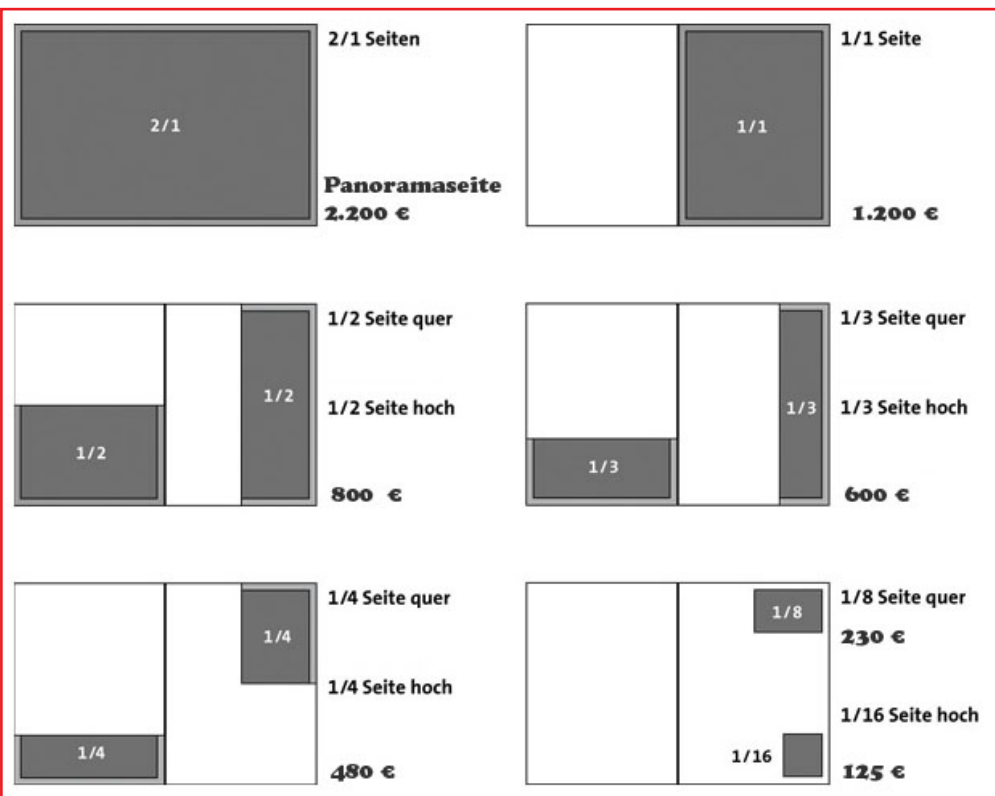 2/1 Seiten
2/1
Panoramaseite
2.200 €
1/1 Seite
1/1
1.200 €
1/2 Seite quer
1/2
1/2 Seite hoch
1/2
800 €
1/3 Seite quer
1/3
1/3 Seite hoch
1/3
600 €
1/4 Seite quer
1/4
1/4 Seite hoch
1/4
480 €
1/8 Seite quer
1/8
230 €
1/16 Seite hoch
1/16
125 €